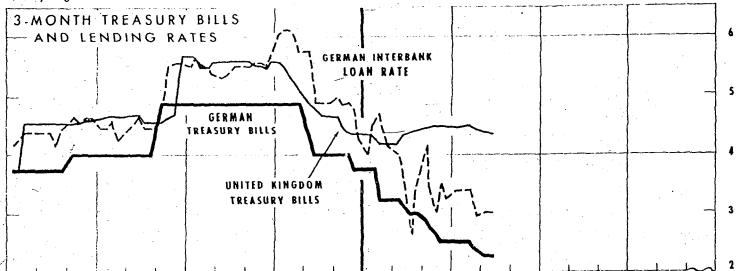 3-MONTH TREASURY BILLS
AND LENDING RATES
GERMAN INTERBANK
LOAN RATE
GERMAN
TREASURY BILLS
UNITED KINGDOM
TREASURY BILLS
6
5
4
3
2